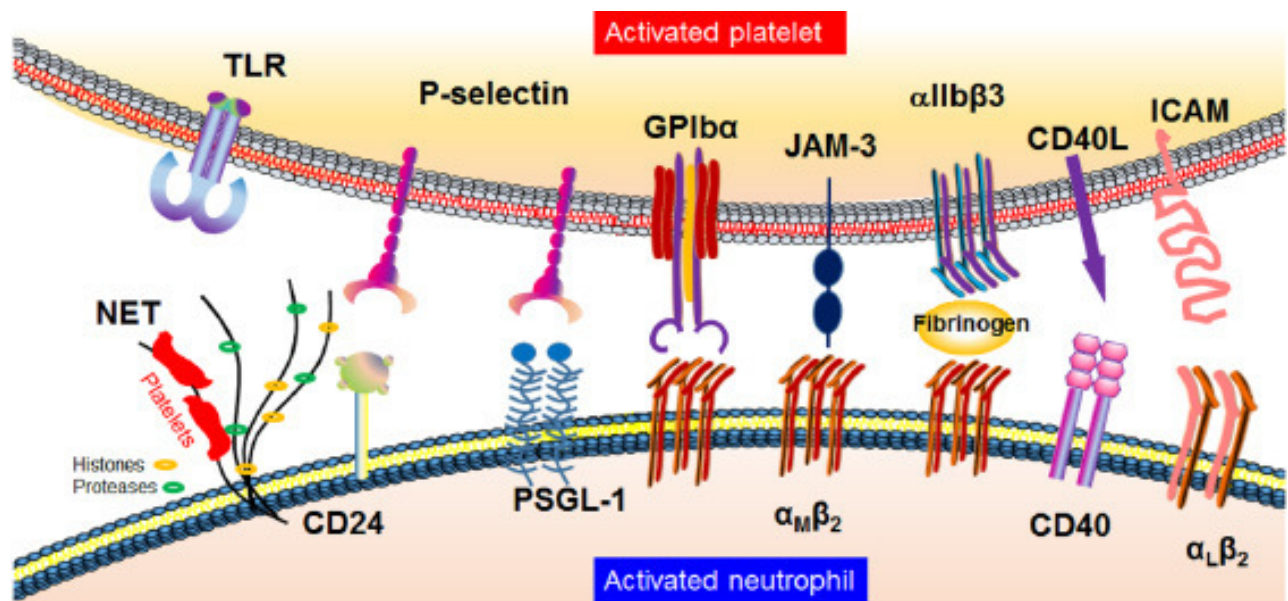 Activated platelet
TLR
P-selectin
GPIbα
JAM-3
αIIbβ3
CD40L
ICAM
NET
Platelets
Fibrinogen
Histones
Proteases
CD24
PSGL-1
αMβ2
CD40
αLβ2
Activated neutrophil